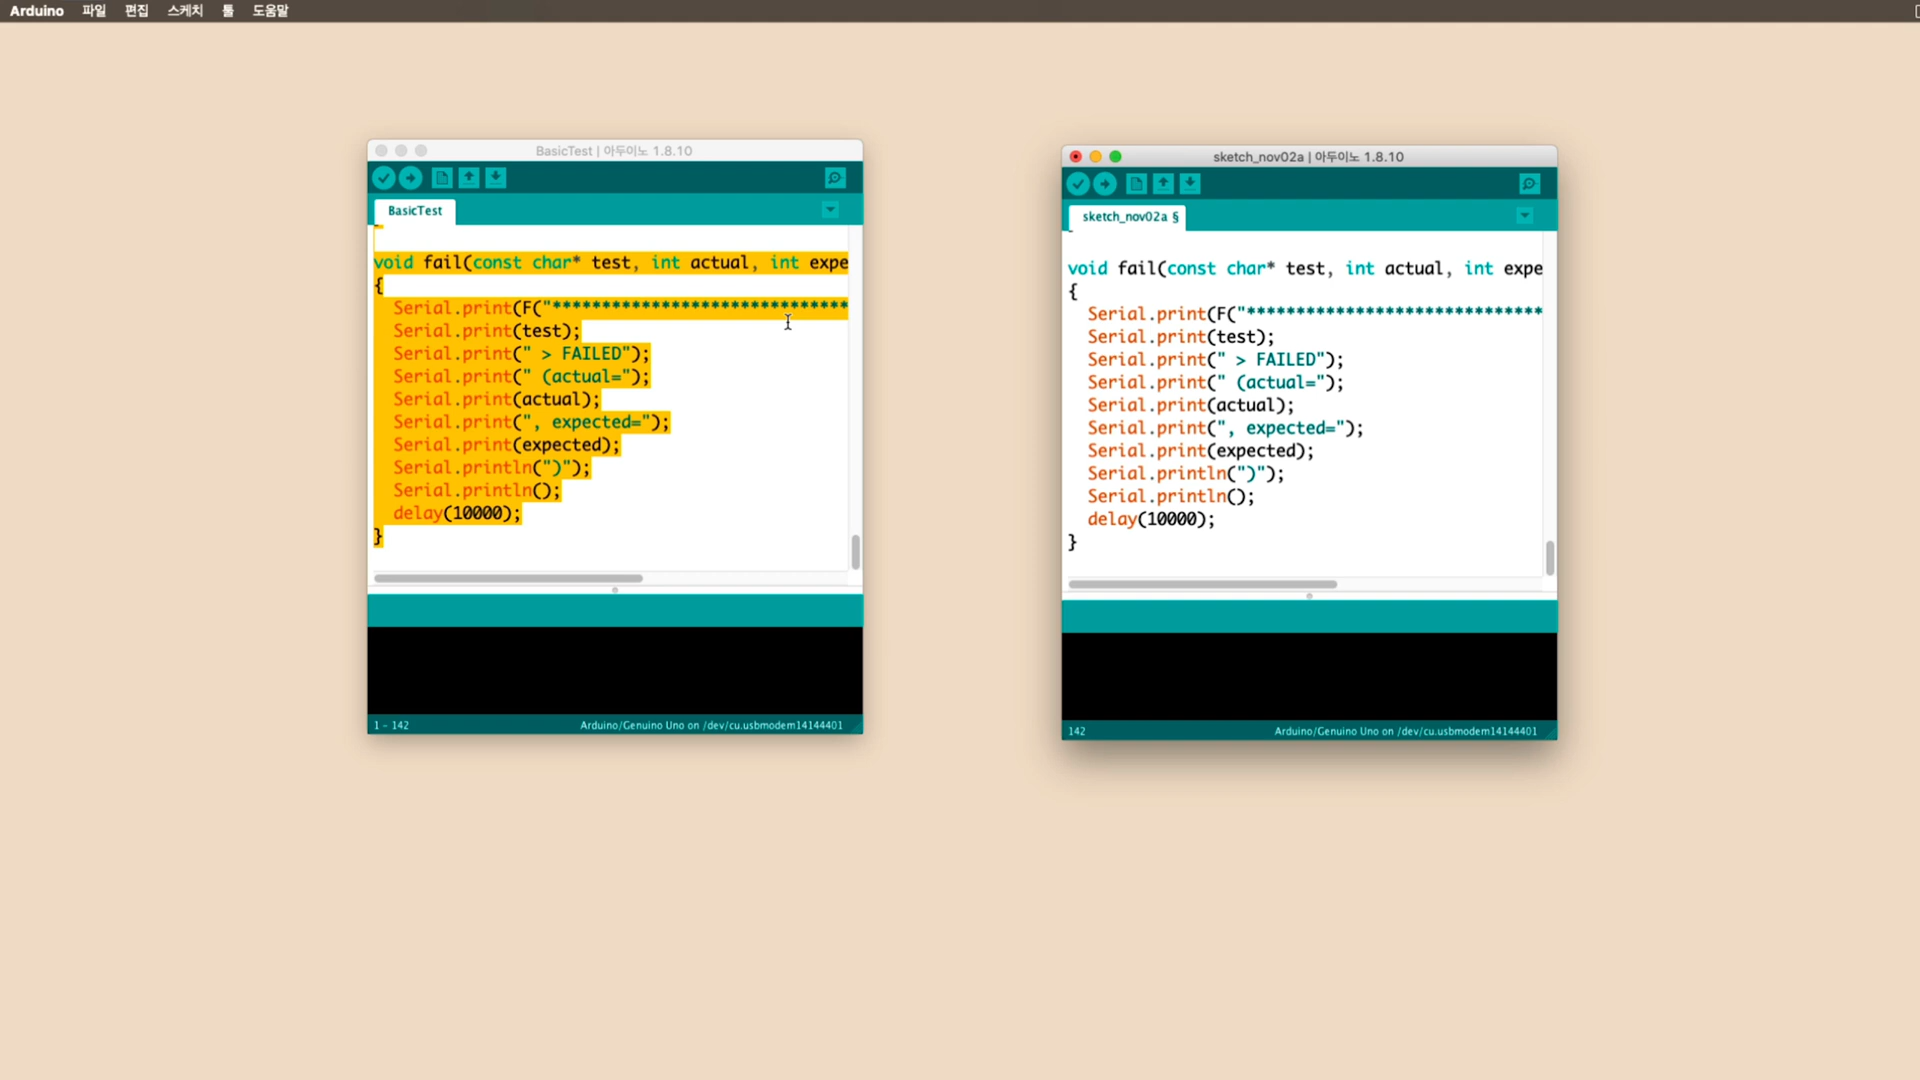 Arduino 파일 편집 스케치 툴 도움말
BasicTest | 아두이노 1.8.10
BasicTest
void fail(const char* test, int actual, int expe
{
Serial.print(F("******************************
Serial.print(test);
Serial.print(" > FAILED");
Serial.print(" (actual=");
Serial.print(actual);
Serial.print(", expected=");
Serial.print(expected);
Serial.println(")");
Serial.println();
delay(10000);
}
1 - 142 Arduino/Genuino Uno on /dev/cu.usbmodem14144401
sketch_nov02a | 아두이노 1.8.10
sketch_nov02a §
void fail(const char* test, int actual, int expe
{
Serial.print(F("******************************
Serial.print(test);
Serial.print(" > FAILED");
Serial.print(" (actual=");
Serial.print(actual);
Serial.print(", expected=");
Serial.print(expected);
Serial.println(")");
Serial.println();
delay(10000);
}
142 Arduino/Genuino Uno on /dev/cu.usbmodem14144401